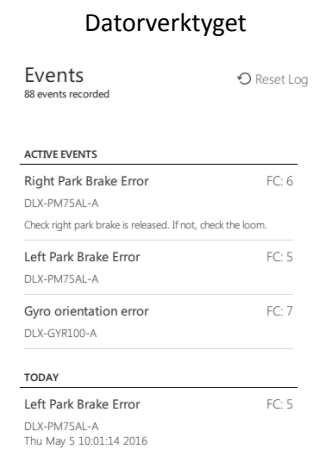 Datorverktyget
Events
Reset Log
88 events recorded
ACTIVE EVENTS
Right Park Brake Error FC: 6
DLX-PM75AL-A
Check right park brake is released. If not, check the loom.
Left Park Brake Error FC: 5
DLX-PM75AL-A
Gyro orientation error FC: 7
DLX-GYR100-A
TODAY
Left Park Brake Error FC: 5
DLX-PM75AL-A
Thu May 5 10:01:14 2016